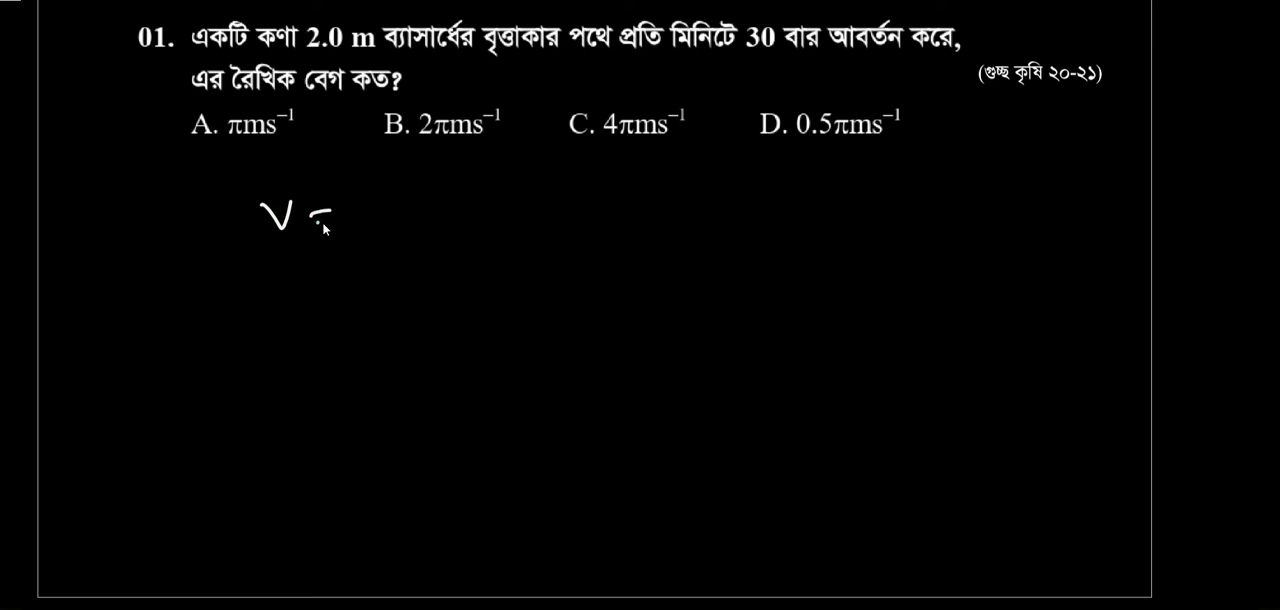 01. একটি কণা 2.0 m ব্যাসার্ধের বৃত্তাকার পথে প্রতি মিনিটে 30 বার আবর্তন করে,
এর রৈখিক বেগ কত? (গুচ্ছ কৃষি ২০-২১)
A. πms⁻¹ B. 2πms⁻¹ C. 4πms⁻¹ D. 0.5πms⁻¹
V =